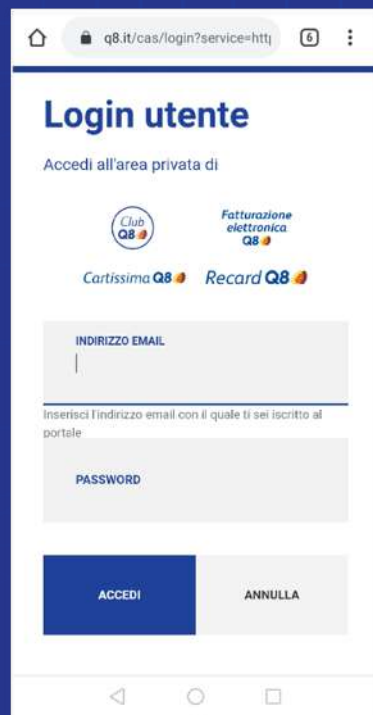 q8.it/cas/login?service=http
6
Login utente
Accedi all'area privata di
Club
Q8
Fatturazione
elettronica
Q8
Cartissima Q8
Recard Q8
INDIRIZZO EMAIL
Inserisci l'indirizzo email con il quale ti sei iscritto al
portale
PASSWORD
ACCEDI
ANNULLA